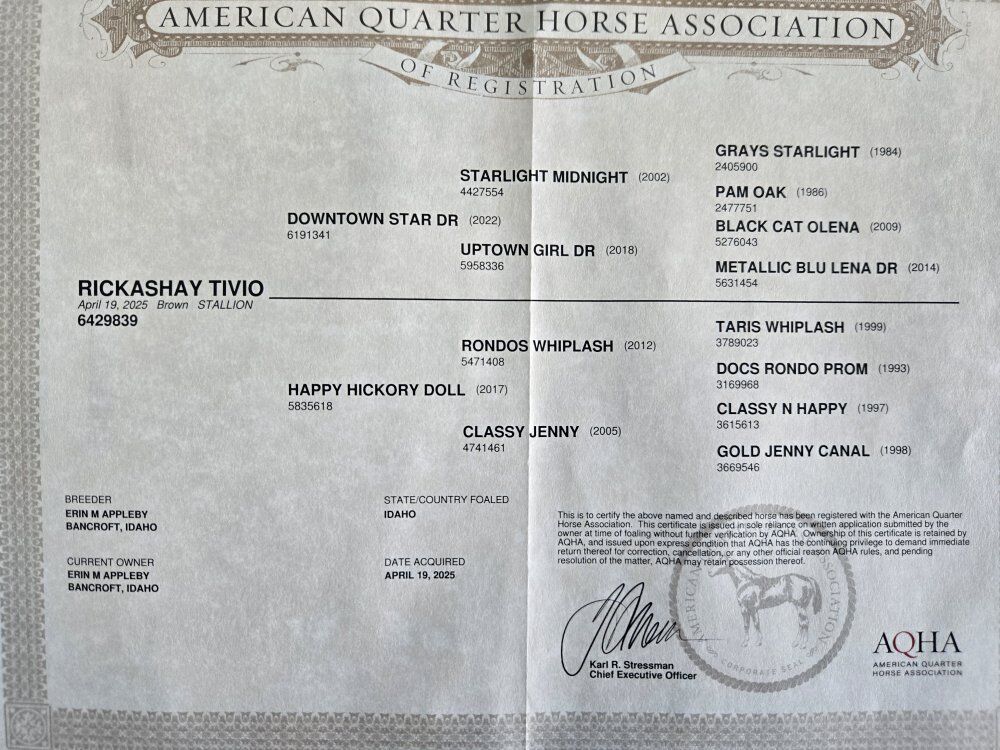 AMERICAN QUARTER HORSE ASSOCIATION
OF REGISTRATION
GRAYS STARLIGHT (1984)
2405900
STARLIGHT MIDNIGHT (2002)
4427554
PAM OAK (1986)
2477751
DOWNTOWN STAR DR (2022)
6191341
BLACK CAT OLENA (2009)
5276043
UPTOWN GIRL DR (2018)
5958336
METALLIC BLU LENA DR (2014)
5631454
RICKASHAY TIVIO
April 19, 2025 Brown STALLION
6429839
TARIS WHIPLASH (1999)
3789023
RONDOS WHIPLASH (2012)
5471408
DOCS RONDO PROM (1993)
3169968
HAPPY HICKORY DOLL (2017)
5835618
CLASSY N HAPPY (1997)
3615613
CLASSY JENNY (2005)
4741461
GOLD JENNY CANAL (1998)
3669546
BREEDER
ERIN M APPLEBY
BANCROFT, IDAHO
STATE/COUNTRY FOALED
IDAHO
CURRENT OWNER
ERIN M APPLEBY
BANCROFT, IDAHO
DATE ACQUIRED
APRIL 19, 2025
This is to certify the above named and described horse has been registered with the American Quarter
Horse Association. This certificate is issued in sole reliance on written application submitted by the
owner at time of foaling without further verification by AQHA. Ownership of this certificate is retained by
AQHA, and issued upon express condition that AQHA has the continuing privilege to demand immediate
return thereof for correction, cancellation, or any other official reason AQHA rules, and pending
resolution of the matter, AQHA may retain possession thereof.
AMERICAN ASSOCIATION
CORPORATE SEAL
Karl R. Stressman
Chief Executive Officer
AQHA
AMERICAN QUARTER
HORSE ASSOCIATION